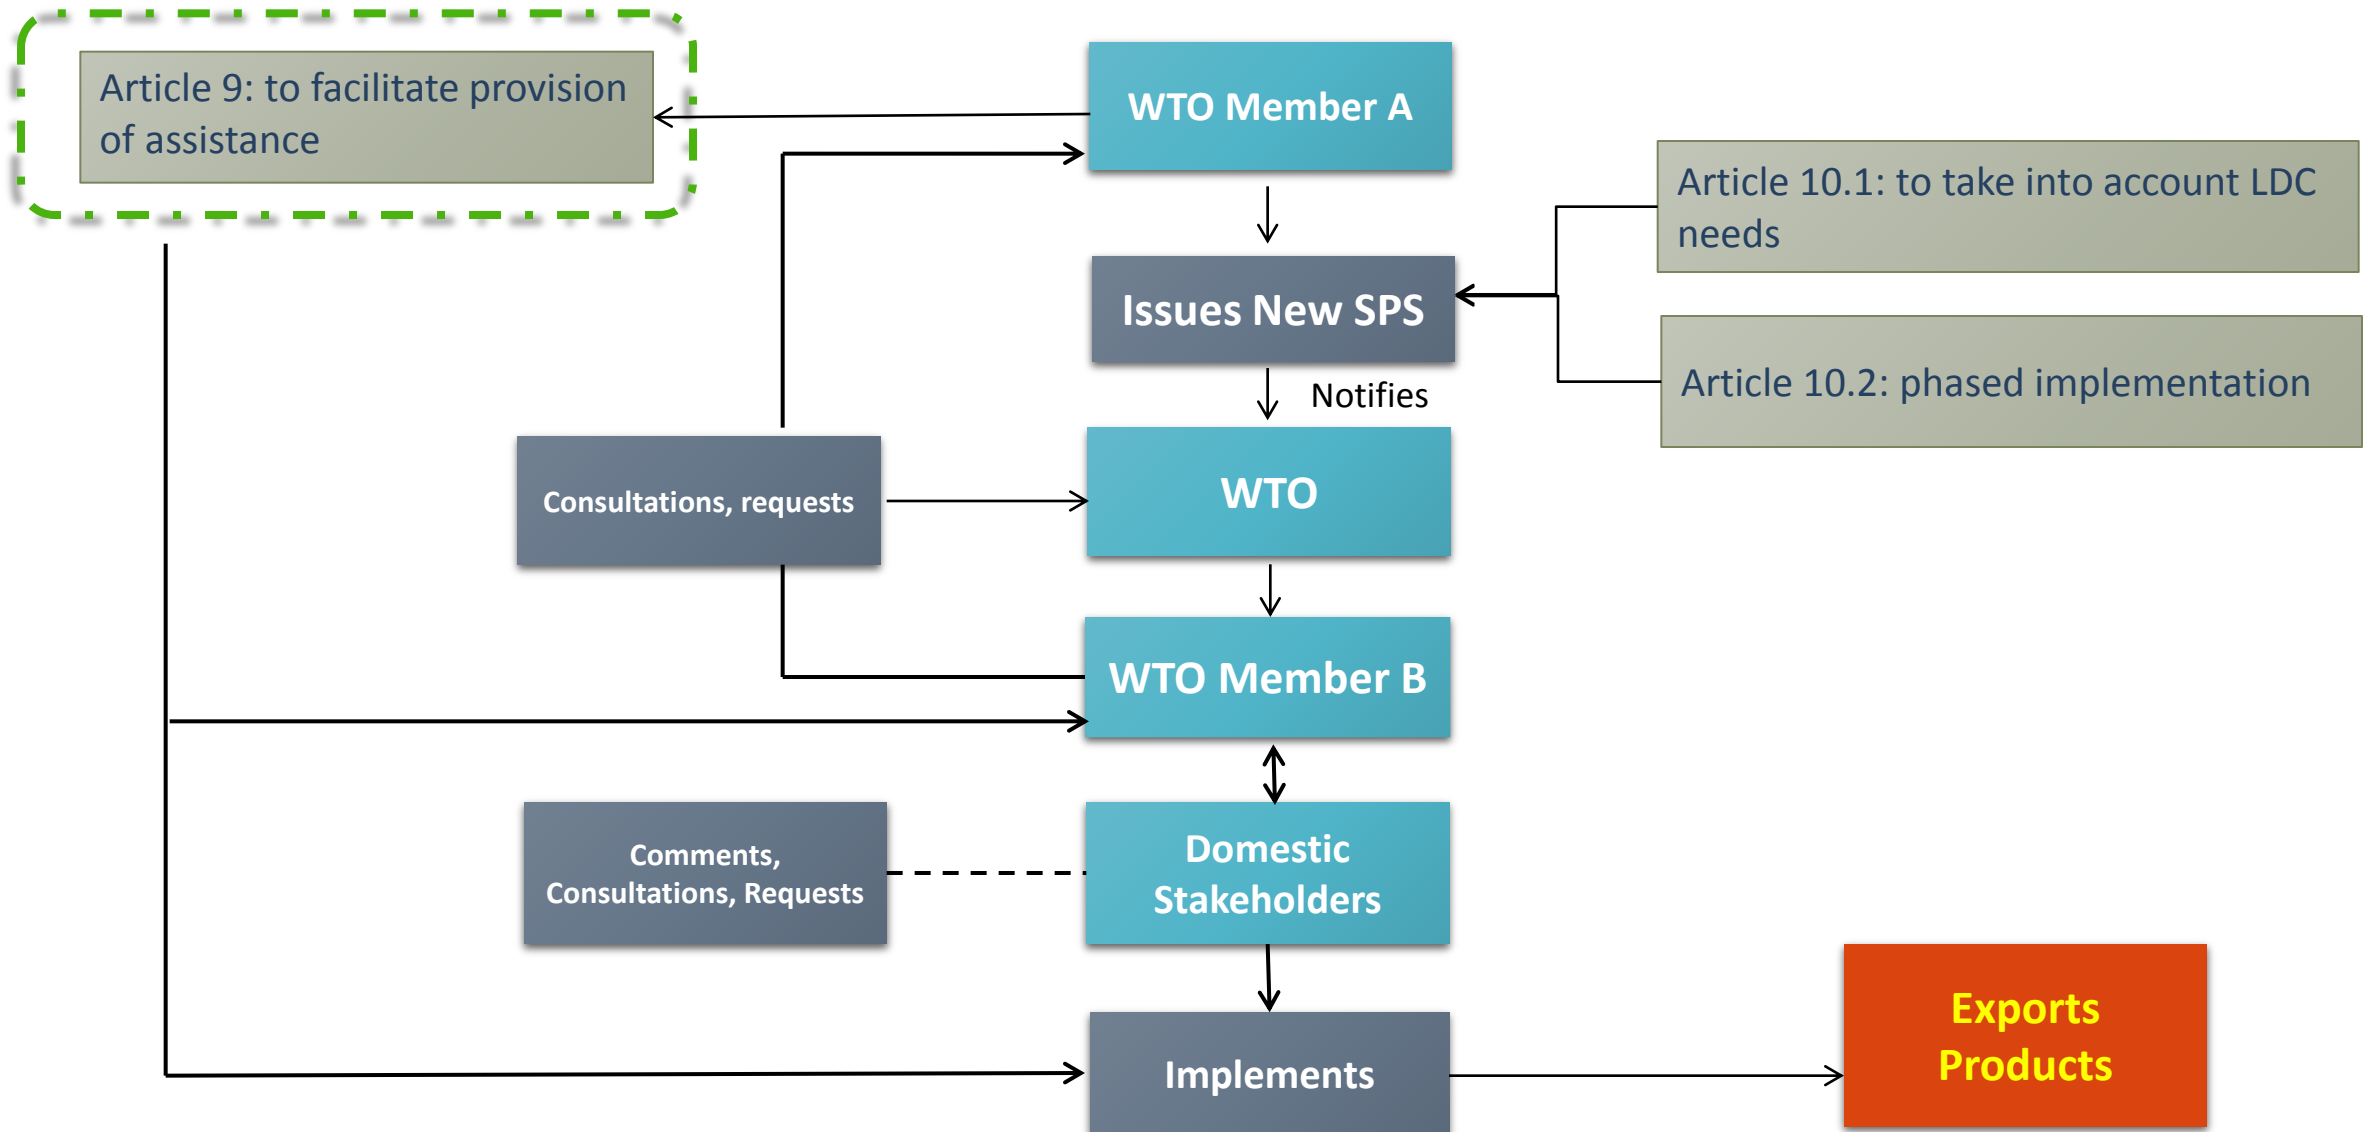 Article 9: to facilitate provision
of assistance
WTO Member A
Article 10.1: to take into account LDC
needs
Issues New SPS
Article 10.2: phased implementation
Notifies
Consultations, requests
WTO
WTO Member B
Comments,
Consultations, Requests
Domestic
Stakeholders
Exports
Products
Implements